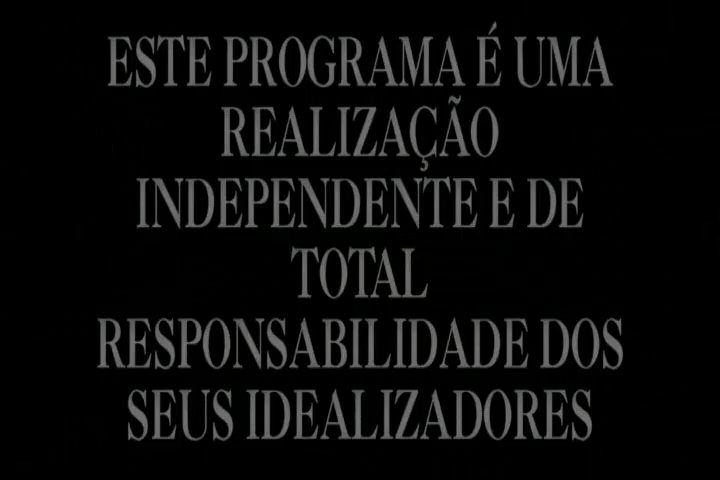 ESTE PROGRAMA É UMA
REALIZAÇÃO
INDEPENDENTE E DE
TOTAL
RESPONSABILIDADE DOS
SEUS IDEALIZADORES